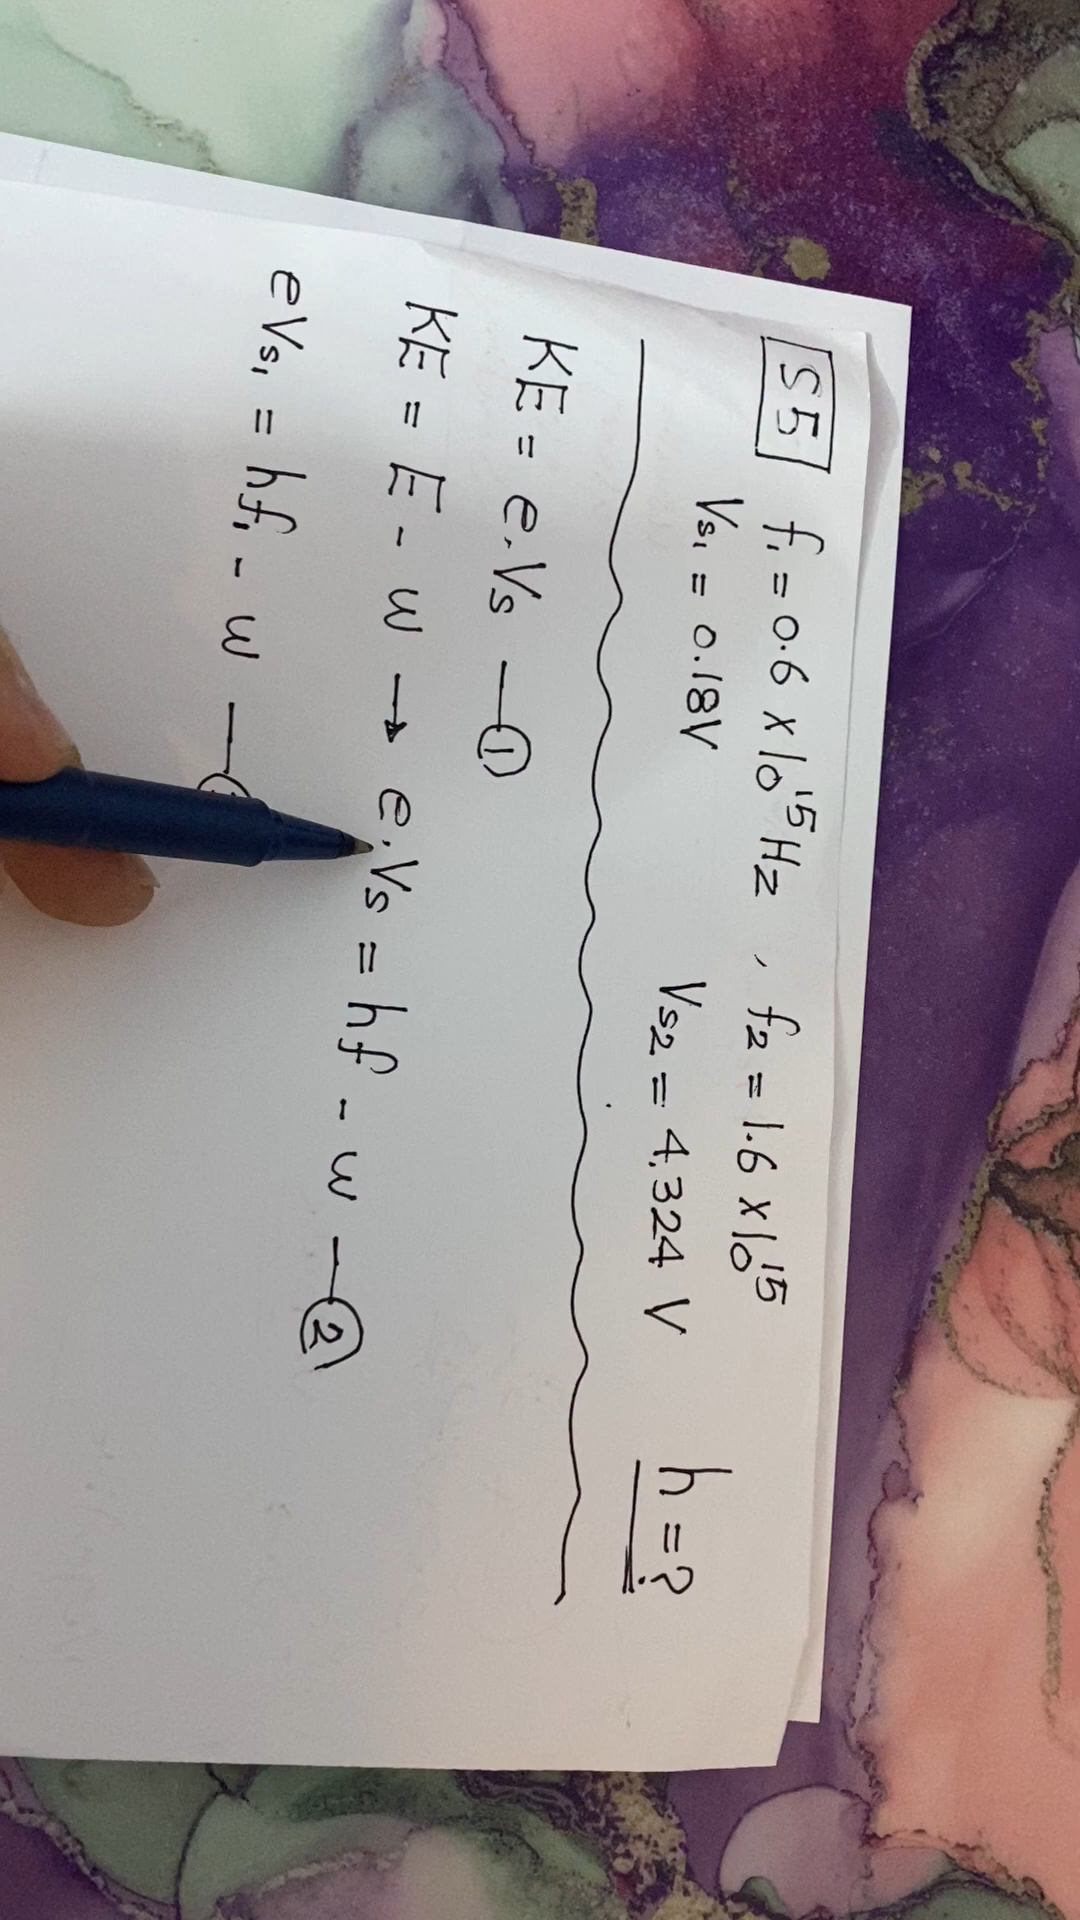 S5 f₁ = 0.6 x 10¹⁵ Hz , f2 = 1.6 x 10¹⁵
Vs₁ = 0.18V Vs2 = 4.324 V h = ?
KE = e.Vs — ①
KE = E - w → e.Vs = hf - w — ②
eVs₁ = hf₁ - w —